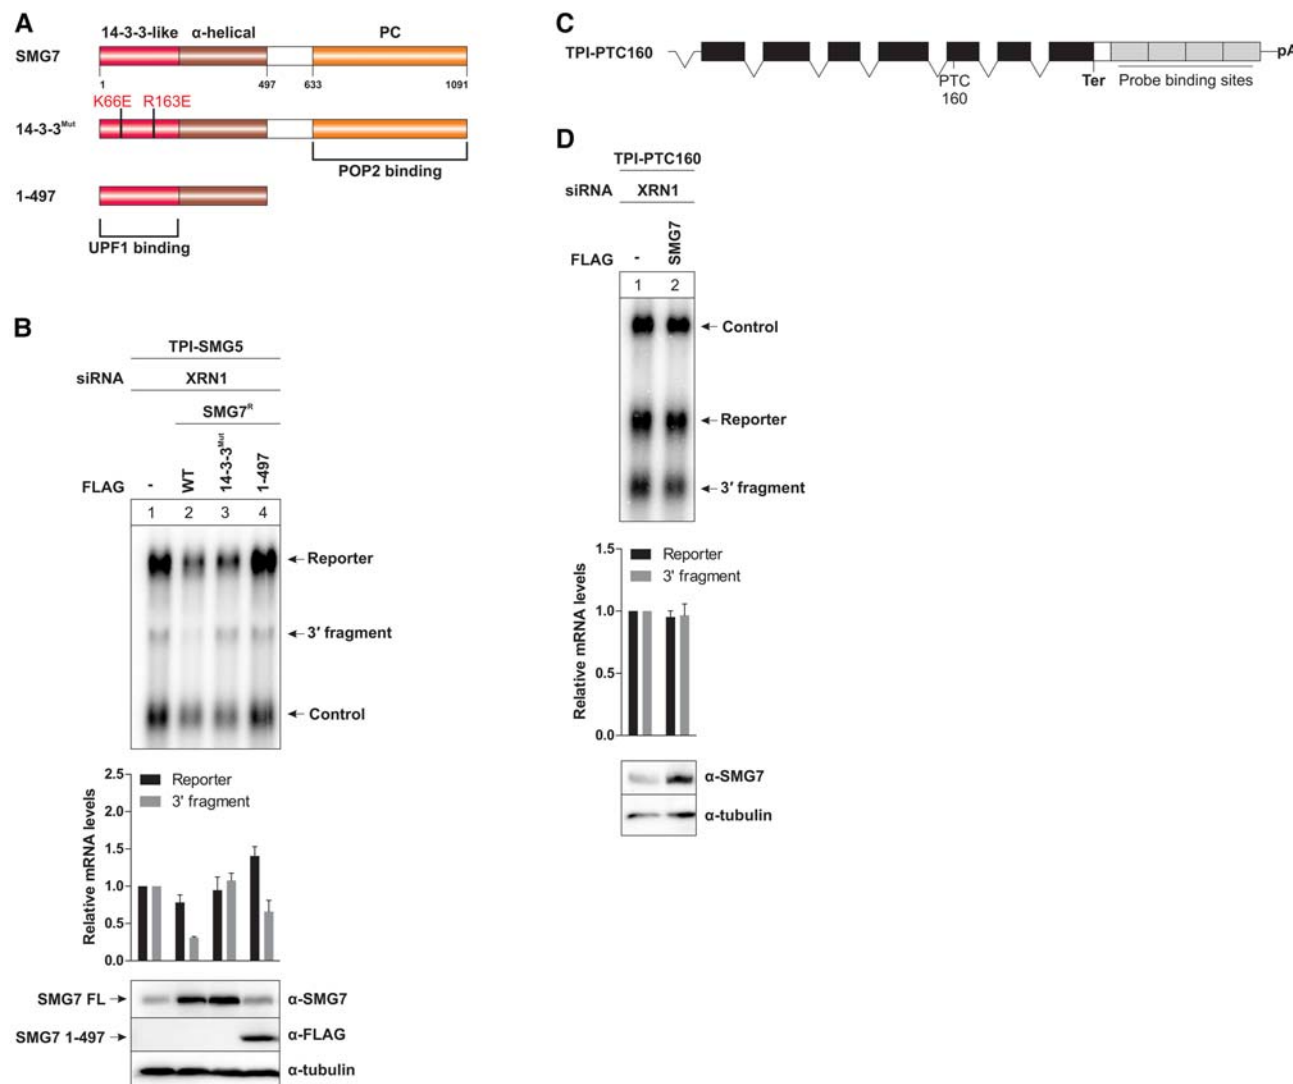 A
14-3-3-like α-helical PC
SMG7
1 497 633 1091
K66E R163E
14-3-3Mut
POP2 binding
1-497
UPF1 binding
B
TPI-SMG5
siRNA XRN1
SMG7R
FLAG - WT 14-3-3Mut 1-497
1 2 3 4
Reporter
3′ fragment
Control
2.5
2.0
1.5
1.0
0.5
0.0
Relative mRNA levels
Reporter
3' fragment
SMG7 FL α-SMG7
SMG7 1-497 α-FLAG
α-tubulin
C
TPI-PTC160 pA
PTC
160
Ter Probe binding sites
D
TPI-PTC160
siRNA XRN1
FLAG - SMG7
1 2
Control
Reporter
3′ fragment
1.5
1.0
0.5
0.0
Relative mRNA levels
Reporter
3' fragment
α-SMG7
α-tubulin